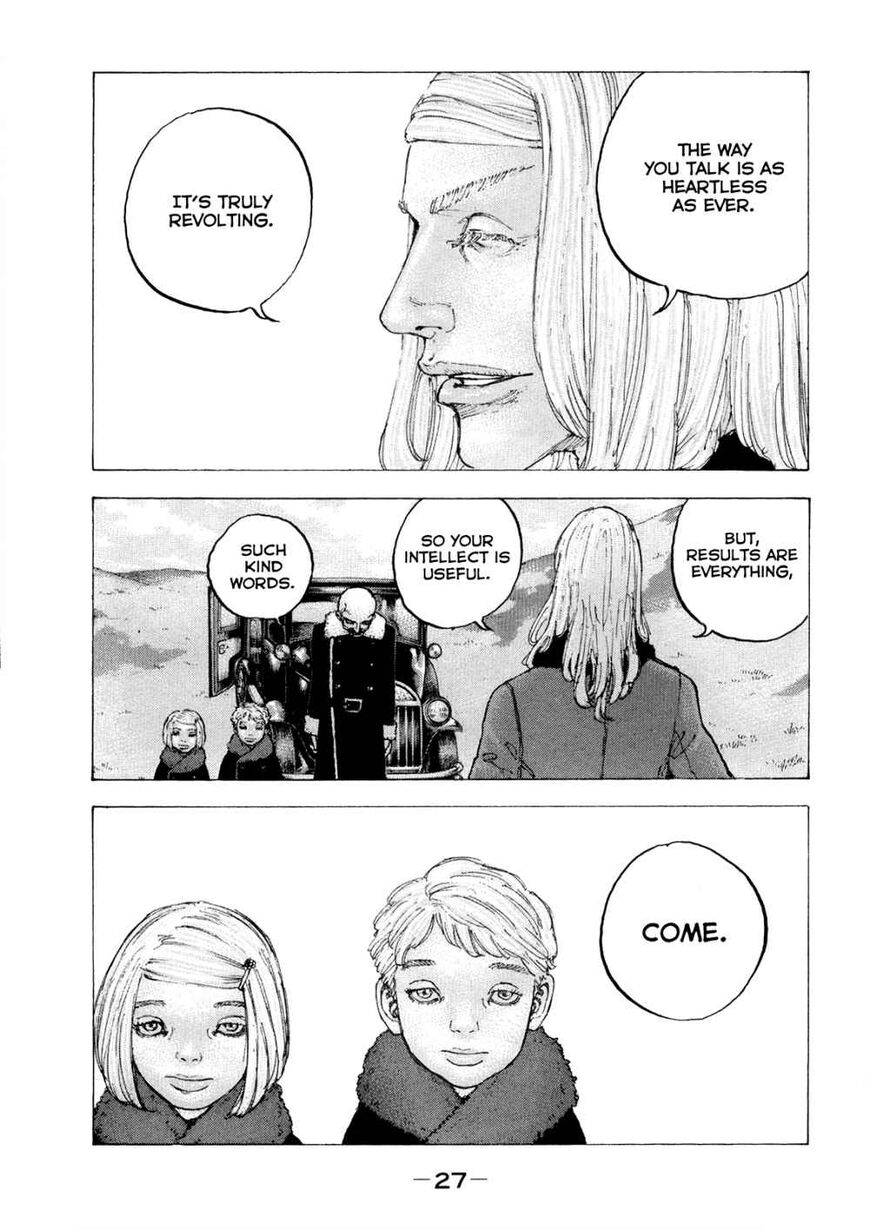 THE WAY
YOU TALK IS AS
HEARTLESS
AS EVER.
IT'S TRULY
REVOLTING.
BUT,
RESULTS ARE
EVERYTHING,
SO YOUR
INTELLECT IS
USEFUL.
SUCH
KIND
WORDS.
COME.
—27—